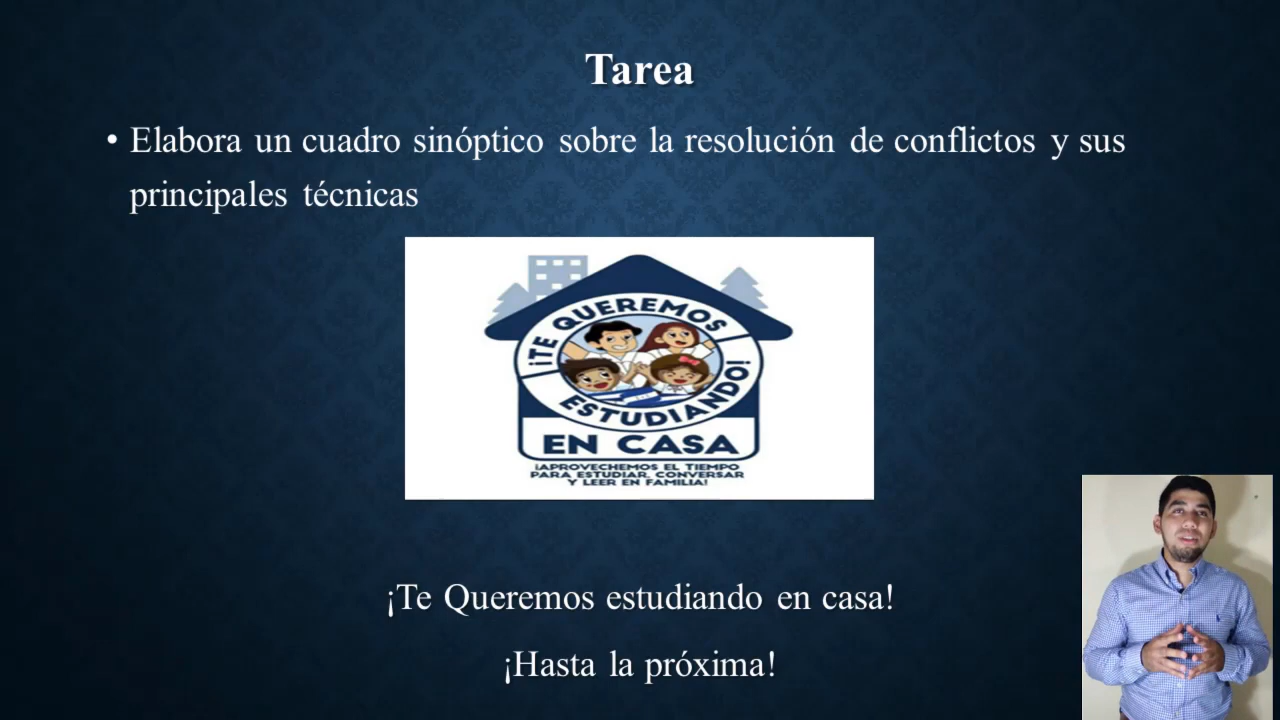 Tarea
• Elabora un cuadro sinóptico sobre la resolución de conflictos y sus
principales técnicas
¡TE QUEREMOS
ESTUDIANDO!
EN CASA
¡APROVECHEMOS EL TIEMPO
PARA ESTUDIAR, CONVERSAR
Y LEER EN FAMILIA!
¡Te Queremos estudiando en casa!
¡Hasta la próxima!